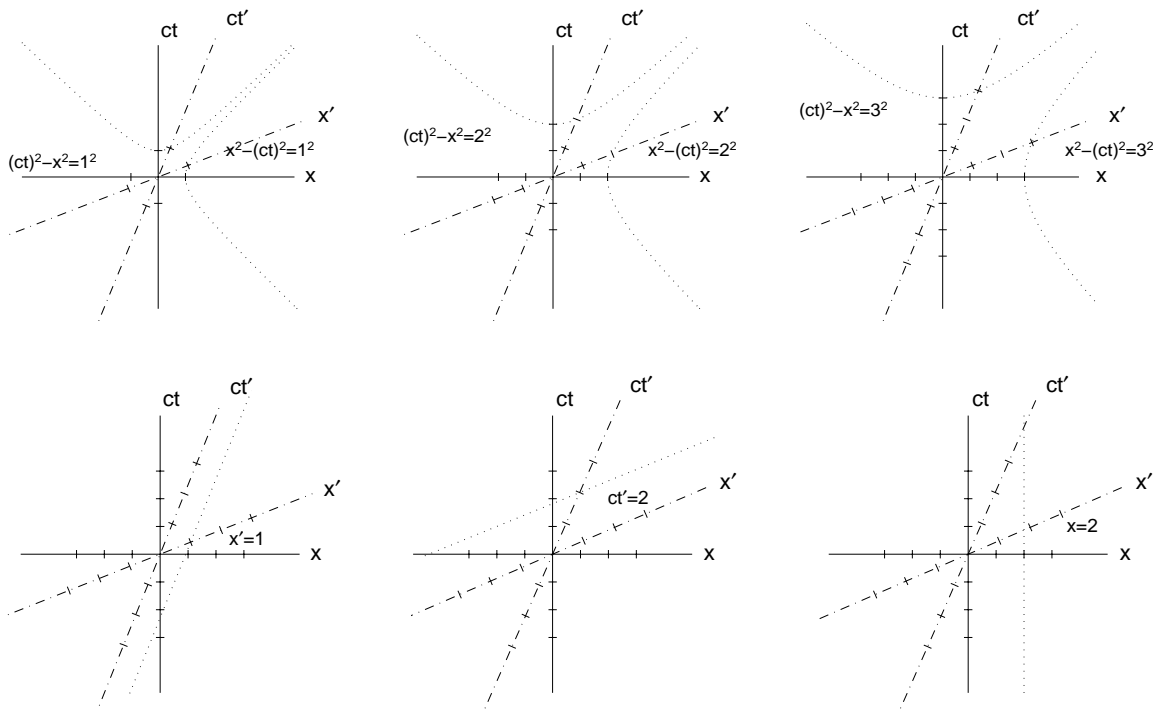 ct ct′
x′
(ct)²−x²=1² x²−(ct)²=1²
x
ct ct′
x′
(ct)²−x²=2² x²−(ct)²=2²
x
ct ct′
x′
(ct)²−x²=3² x²−(ct)²=3²
x
ct ct′
x′
x′=1
x
ct ct′
x′
ct′=2
x
ct ct′
x′
x=2
x